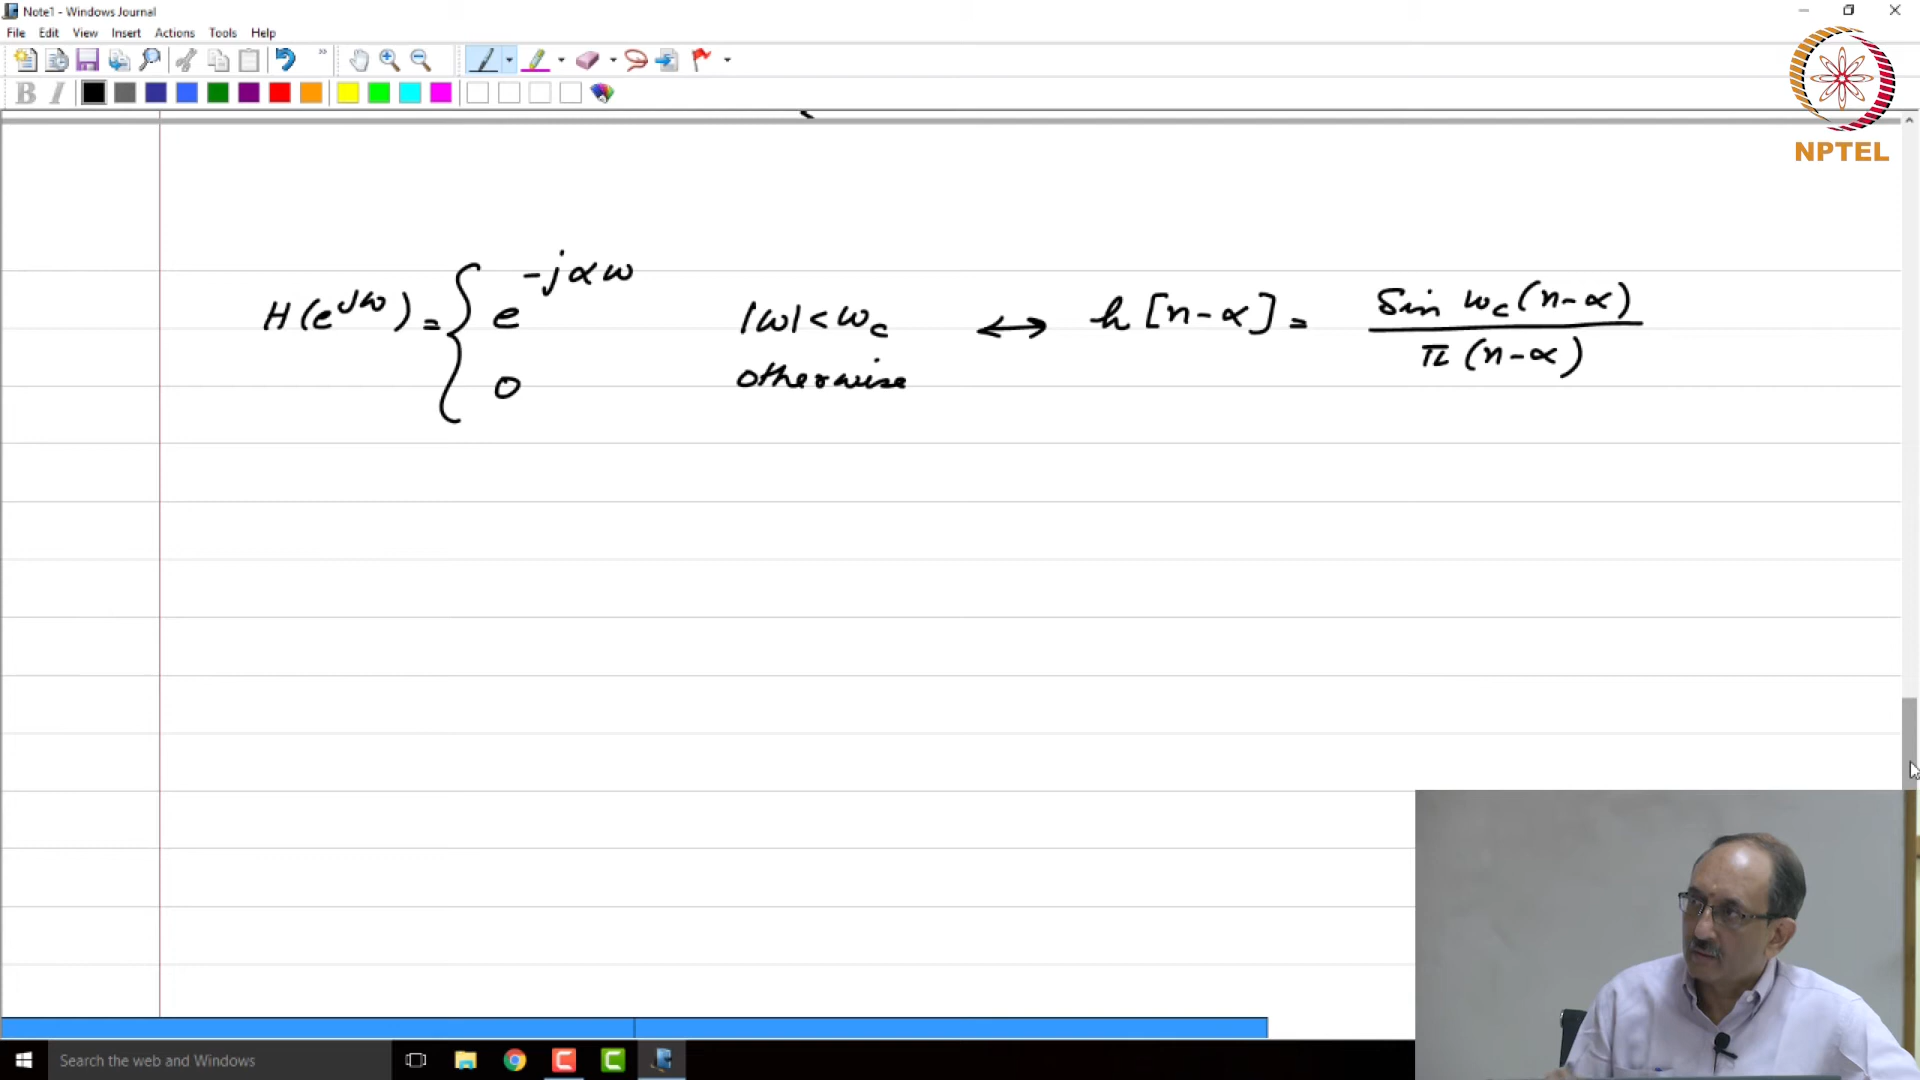 Note1 - Windows Journal
File Edit View Insert Actions Tools Help
»
B I
NPTEL
H(e^{jω}) = { e^{-jαω} |ω| < ω_c ↔ h[n-α] = \frac{Sin ω_c(n-α)}{π(n-α)}
0 otherwise
Search the web and Windows